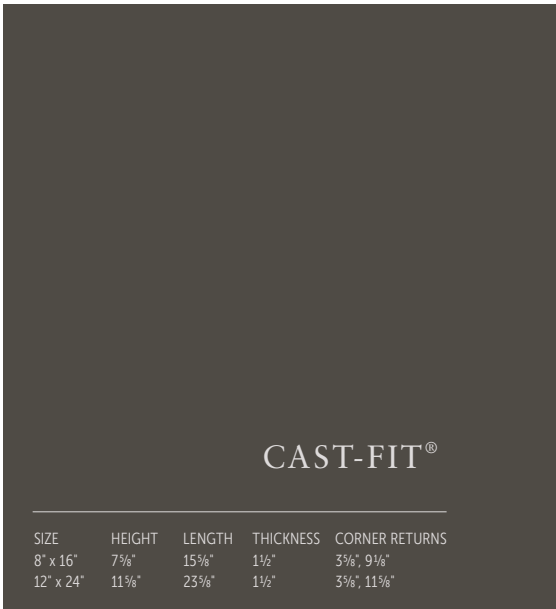 CAST-FIT®
SIZE HEIGHT LENGTH THICKNESS CORNER RETURNS
8" x 16" 7⅝" 15⅝" 1½" 3⅝", 9⅛"
12" x 24" 11⅝" 23⅝" 1½" 3⅝", 11⅝"